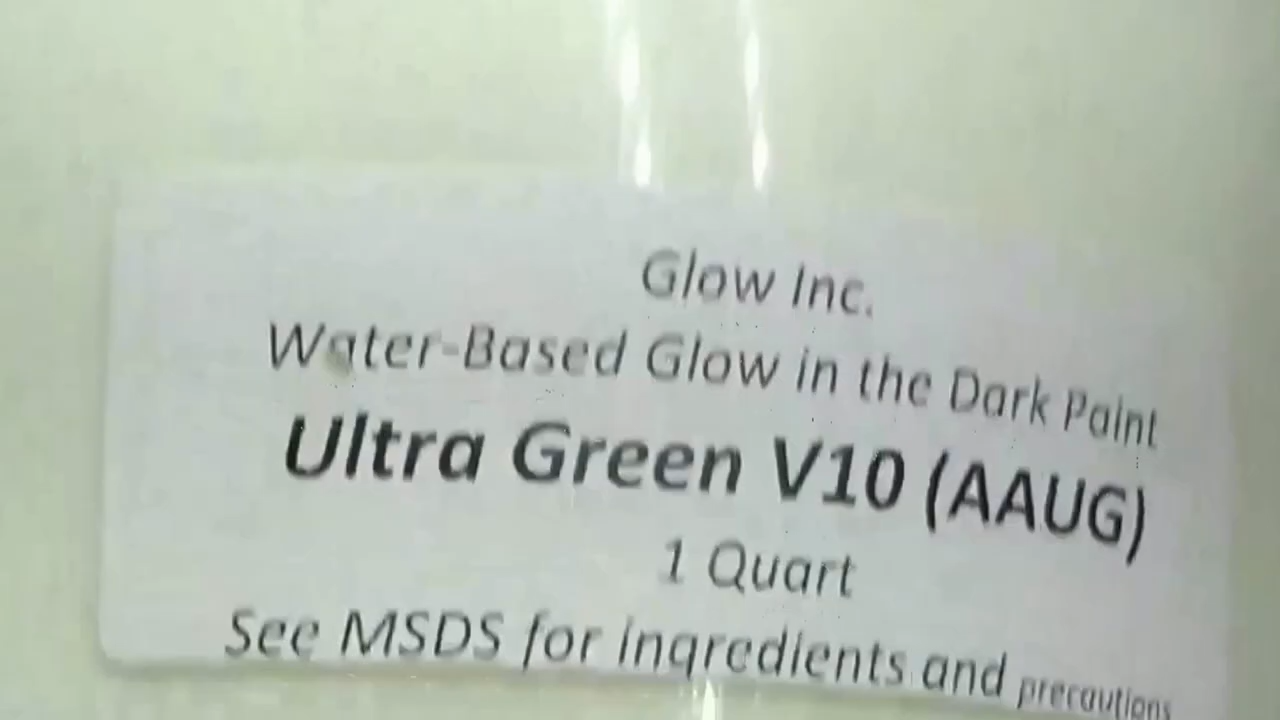 Glow Inc.
Water-Based Glow in the Dark Paint
Ultra Green V10 (AAUG)
1 Quart
See MSDS for ingredients and precautions